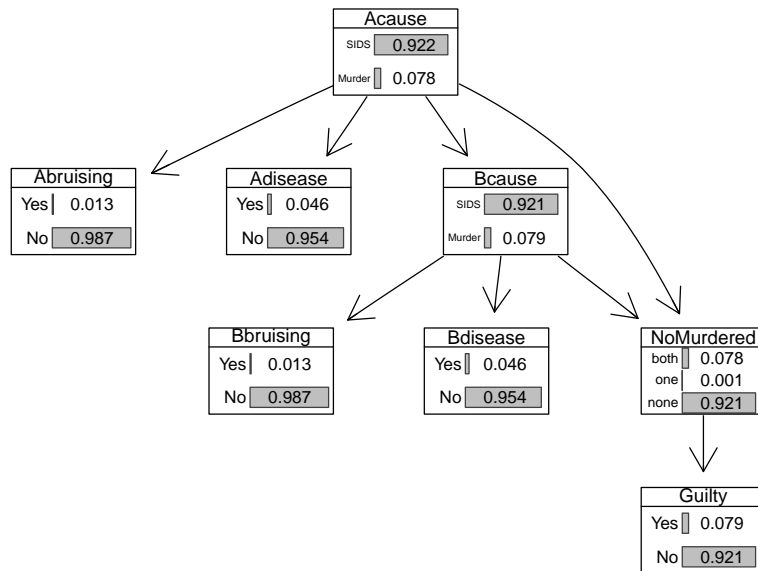 Acause
SIDS 0.922
Murder 0.078
Abruising
Yes 0.013
No 0.987
Adisease
Yes 0.046
No 0.954
Bcause
SIDS 0.921
Murder 0.079
Bbruising
Yes 0.013
No 0.987
Bdisease
Yes 0.046
No 0.954
NoMurdered
both 0.078
one 0.001
none 0.921
Guilty
Yes 0.079
No 0.921